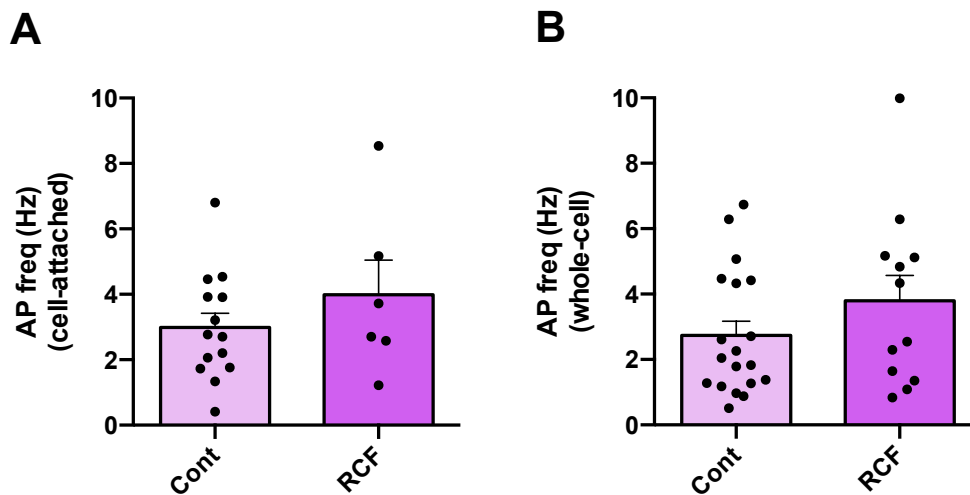 A
AP freq (Hz)
(cell-attached)
10
8
6
4
2
0
Cont
RCF
B
AP freq (Hz)
(whole-cell)
10
8
6
4
2
0
Cont
RCF